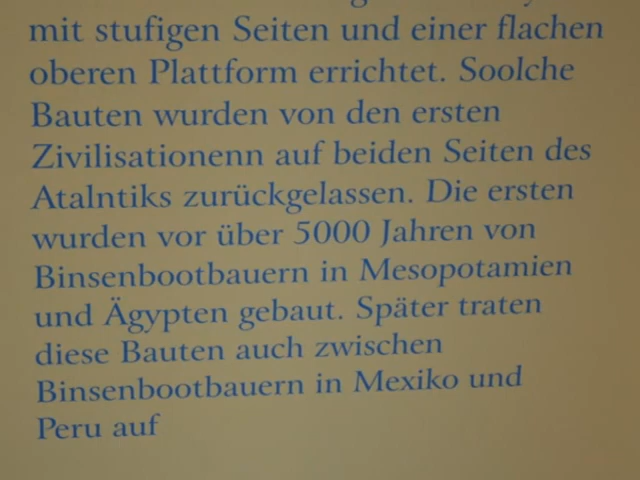 mit stufigen Seiten und einer flachen
oberen Plattform errichtet. Soolche
Bauten wurden von den ersten
Zivilisationenn auf beiden Seiten des
Atalntiks zurückgelassen. Die ersten
wurden vor über 5000 Jahren von
Binsenbootbauern in Mesopotamien
und Ägypten gebaut. Später traten
diese Bauten auch zwischen
Binsenbootbauern in Mexiko und
Peru auf